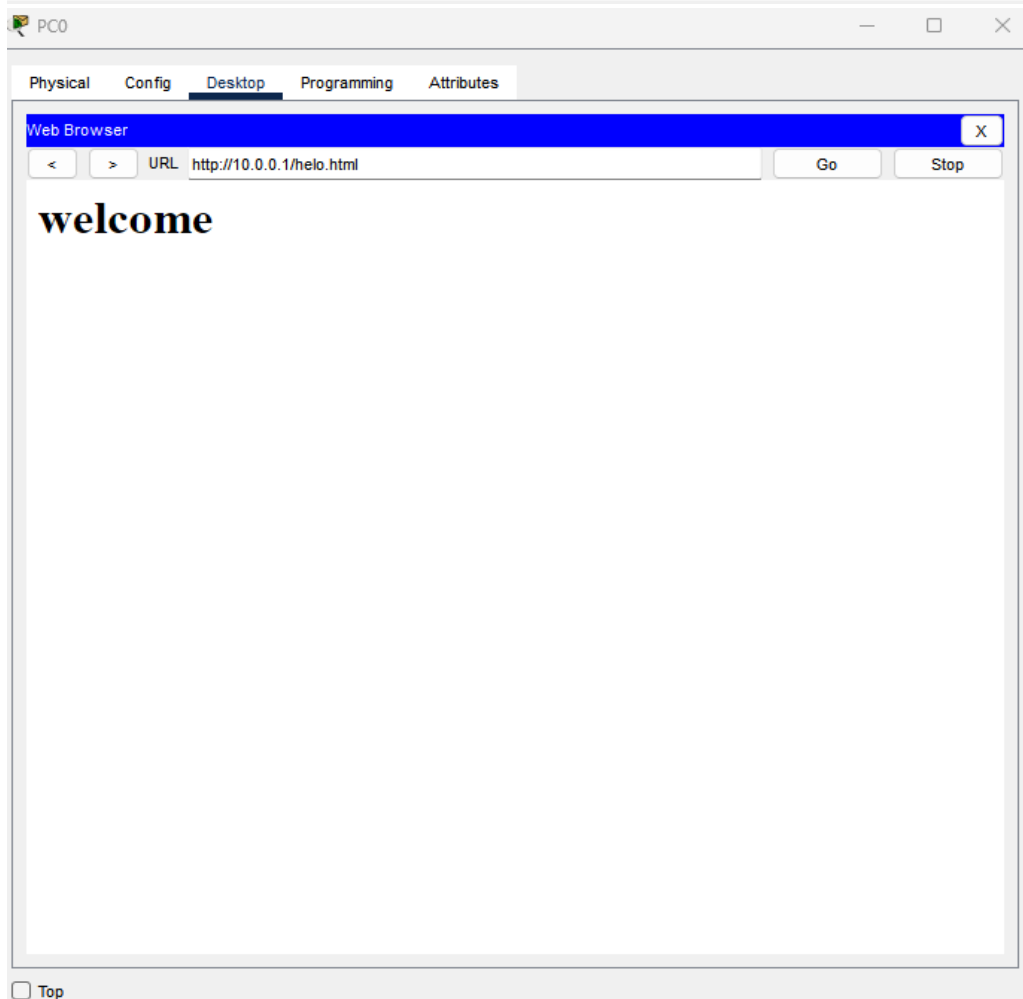 PC0
Physical Config Desktop Programming Attributes
Web Browser X
< > URL http://10.0.0.1/helo.html Go Stop
welcome
Top